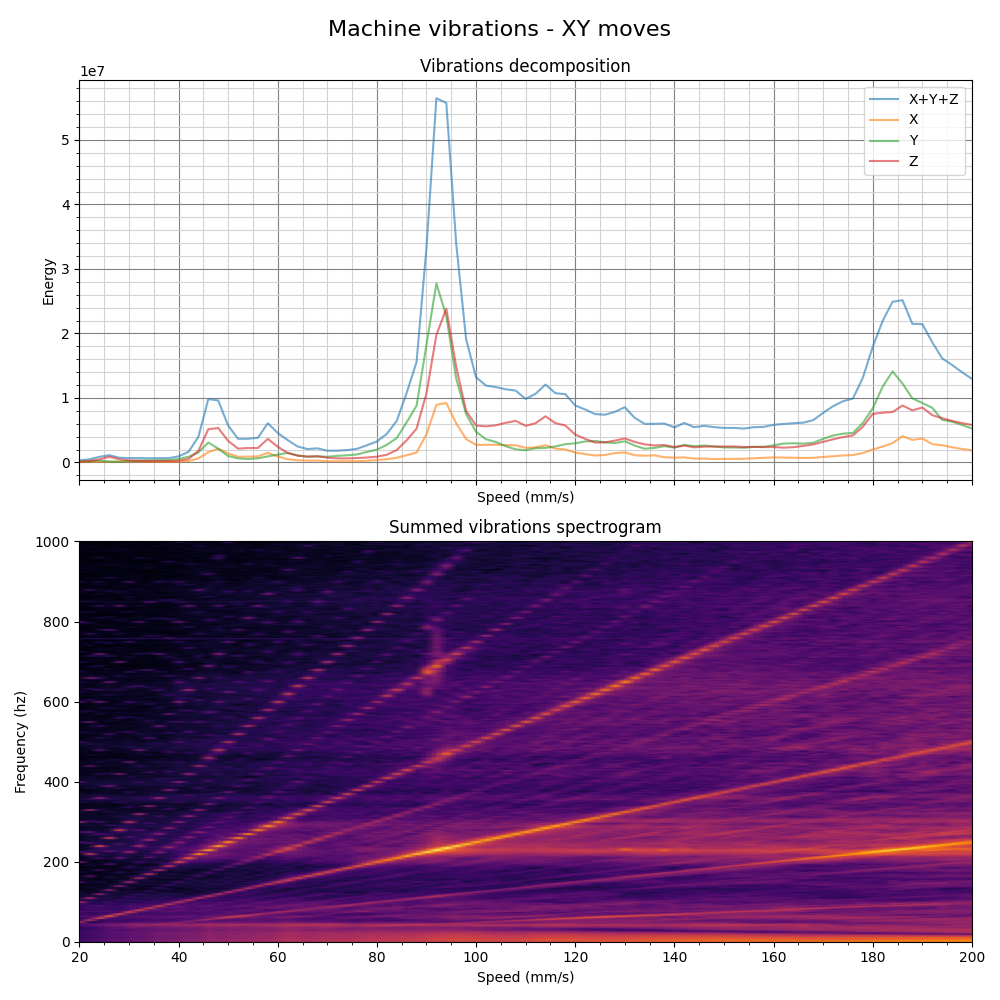 Machine vibrations - XY moves
Vibrations decomposition
1e7
X+Y+Z
X
Y
Z
5
4
3
2
1
0
Energy
Speed (mm/s)
Summed vibrations spectrogram
1000
800
600
400
200
0
Frequency (hz)
20 40 60 80 100 120 140 160 180 200
Speed (mm/s)